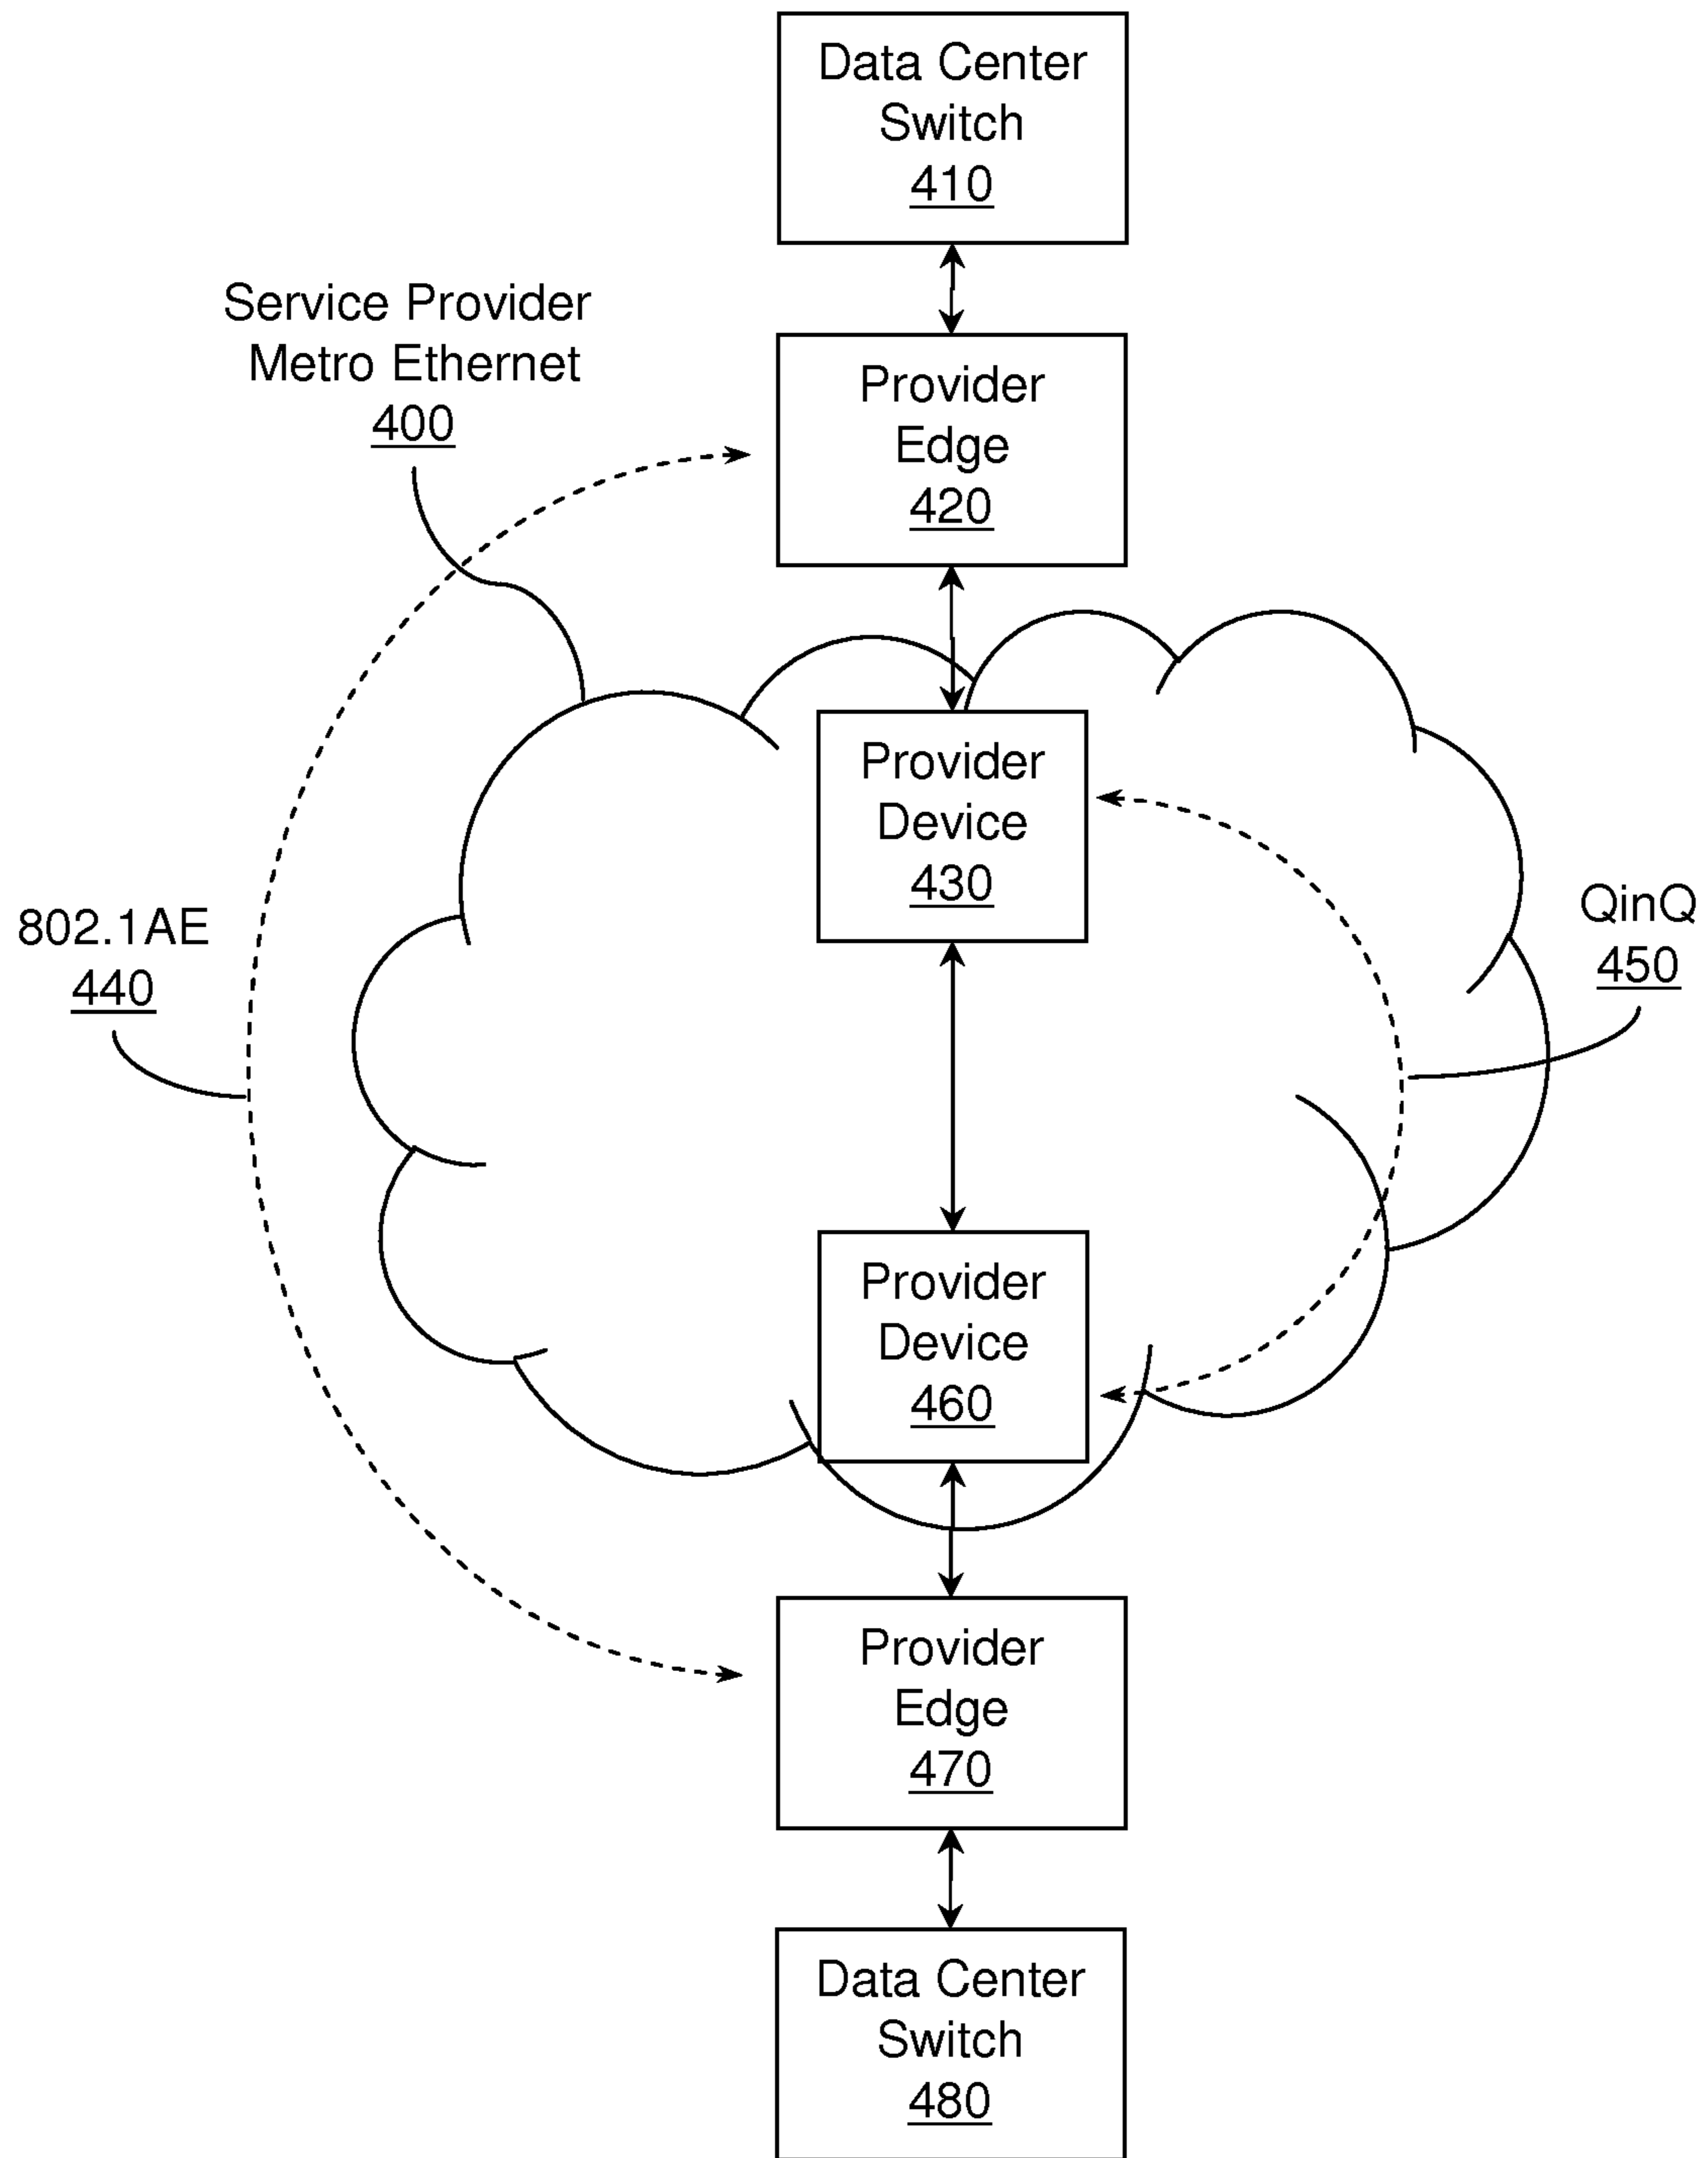 Data Center
Switch
410
Service Provider
Metro Ethernet
400
Provider
Edge
420
Provider
Device
430
802.1AE
440
QinQ
450
Provider
Device
460
Provider
Edge
470
Data Center
Switch
480